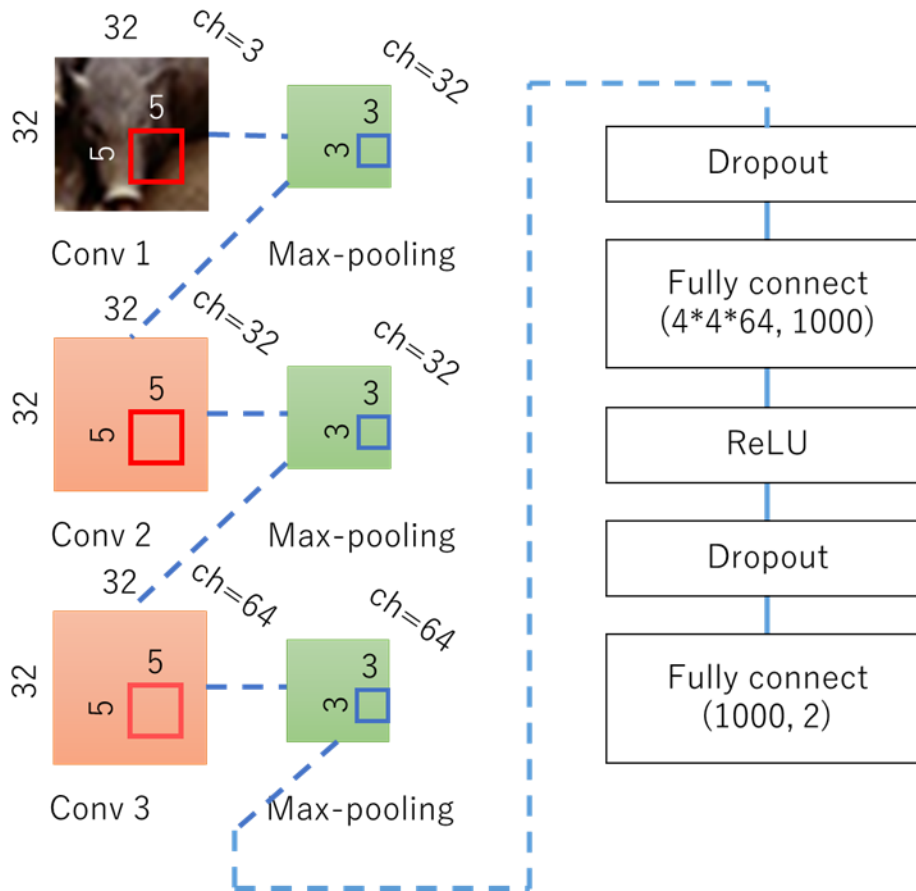 32
ch=3
32
5
5
Conv 1
ch=32
3
3
Max-pooling
32
ch=32
32
5
5
Conv 2
ch=32
3
3
Max-pooling
32
ch=64
32
5
5
Conv 3
ch=64
3
3
Max-pooling
Dropout
Fully connect
(4*4*64, 1000)
ReLU
Dropout
Fully connect
(1000, 2)